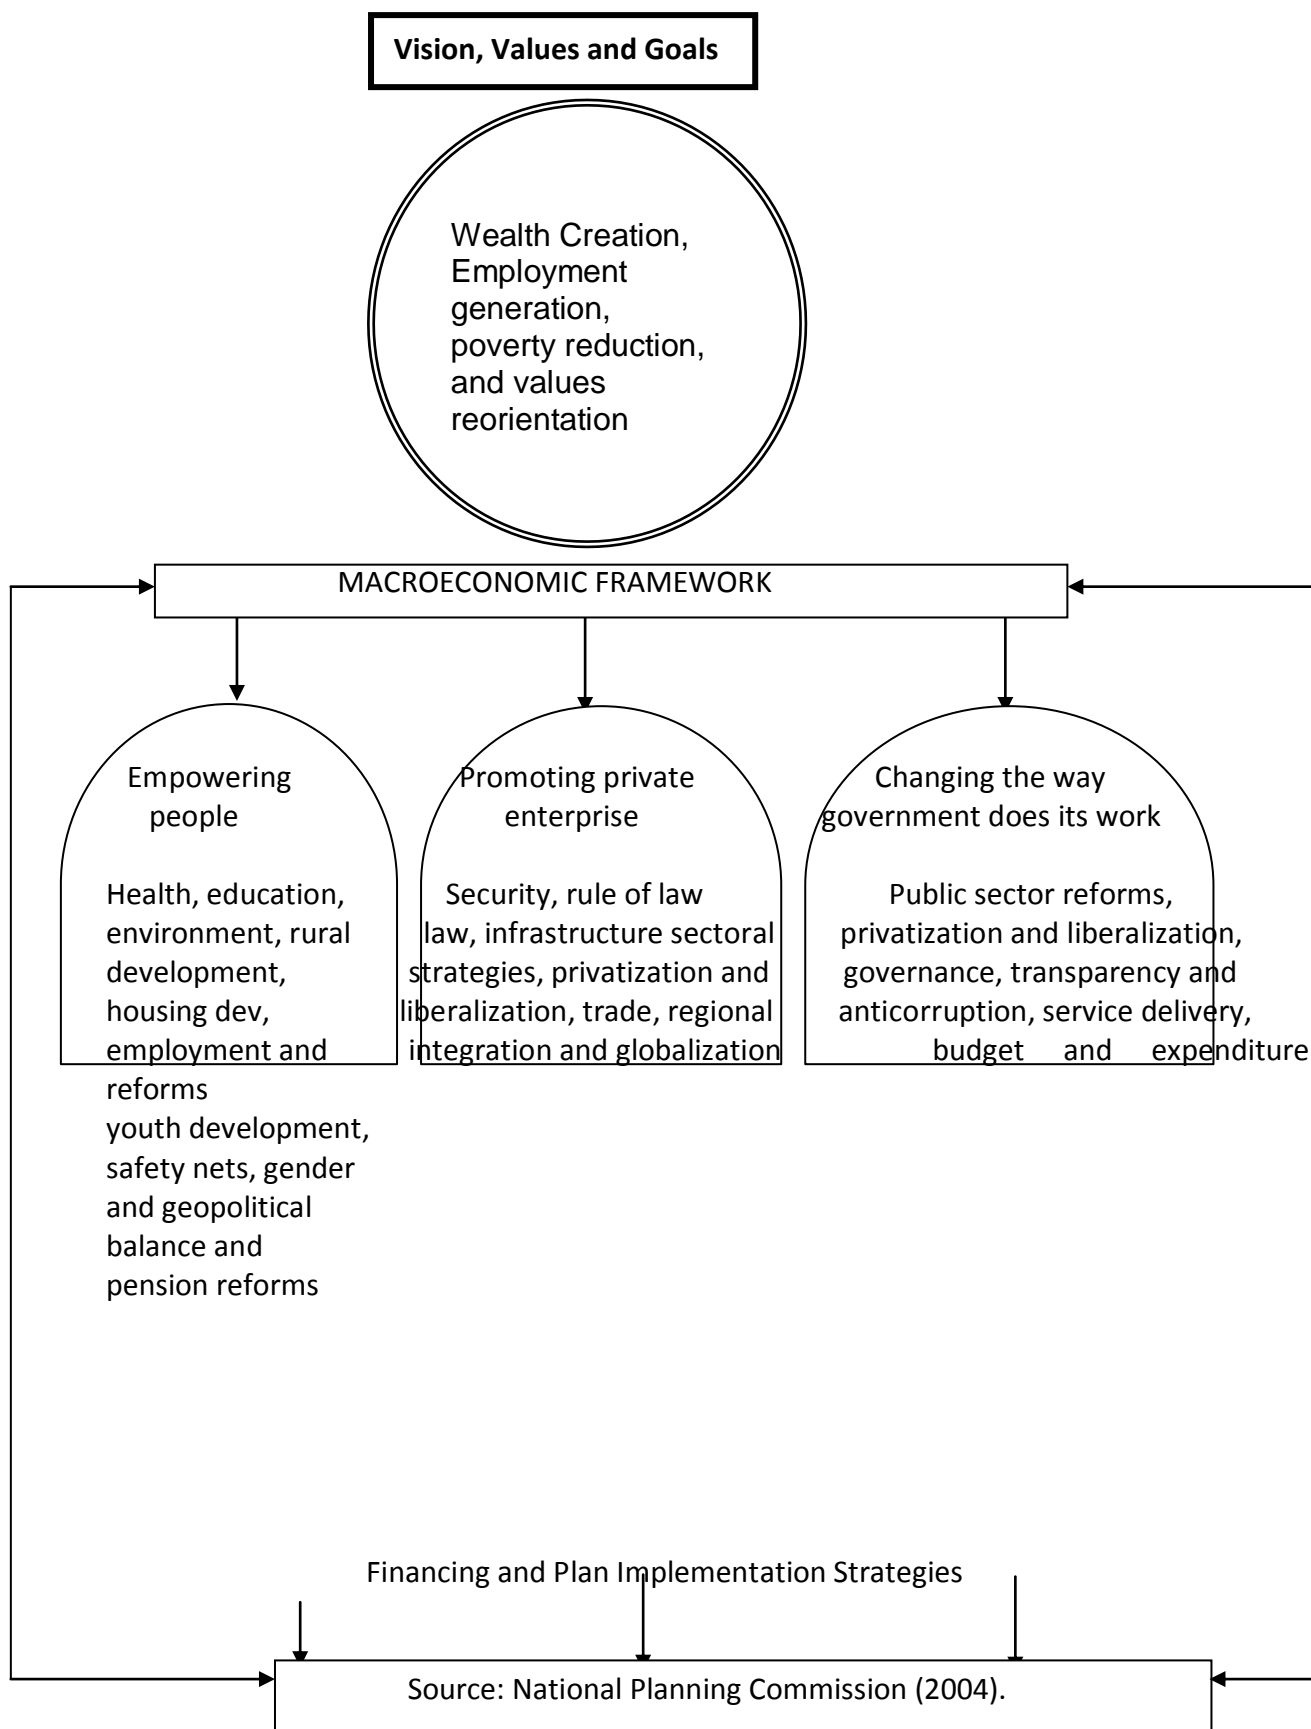 Vision, Values and Goals
Wealth Creation,
Employment
generation,
poverty reduction,
and values
reorientation
MACROECONOMIC FRAMEWORK
Empowering
people
Health, education,
environment, rural
development,
housing dev,
employment and
reforms
youth development,
safety nets, gender
and geopolitical
balance and
pension reforms
Promoting private
enterprise
Security, rule of law
law, infrastructure sectoral
strategies, privatization and
liberalization, trade, regional
integration and globalization
Changing the way
government does its work
Public sector reforms,
privatization and liberalization,
governance, transparency and
anticorruption, service delivery,
budget and expenditure
Financing and Plan Implementation Strategies
Source: National Planning Commission (2004).